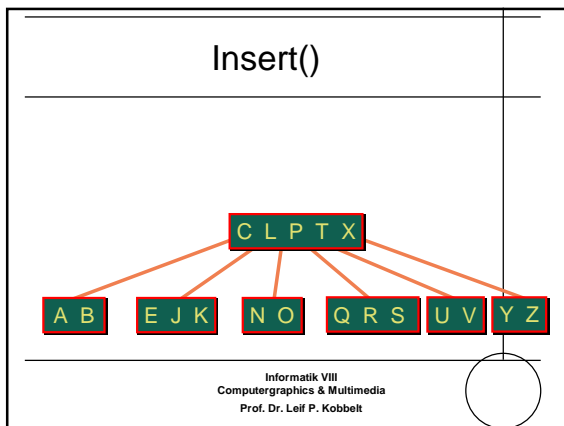 Insert()
C L P T X
A B E J K N O Q R S U V Y Z
Informatik VIII
Computergraphics & Multimedia
Prof. Dr. Leif P. Kobbelt